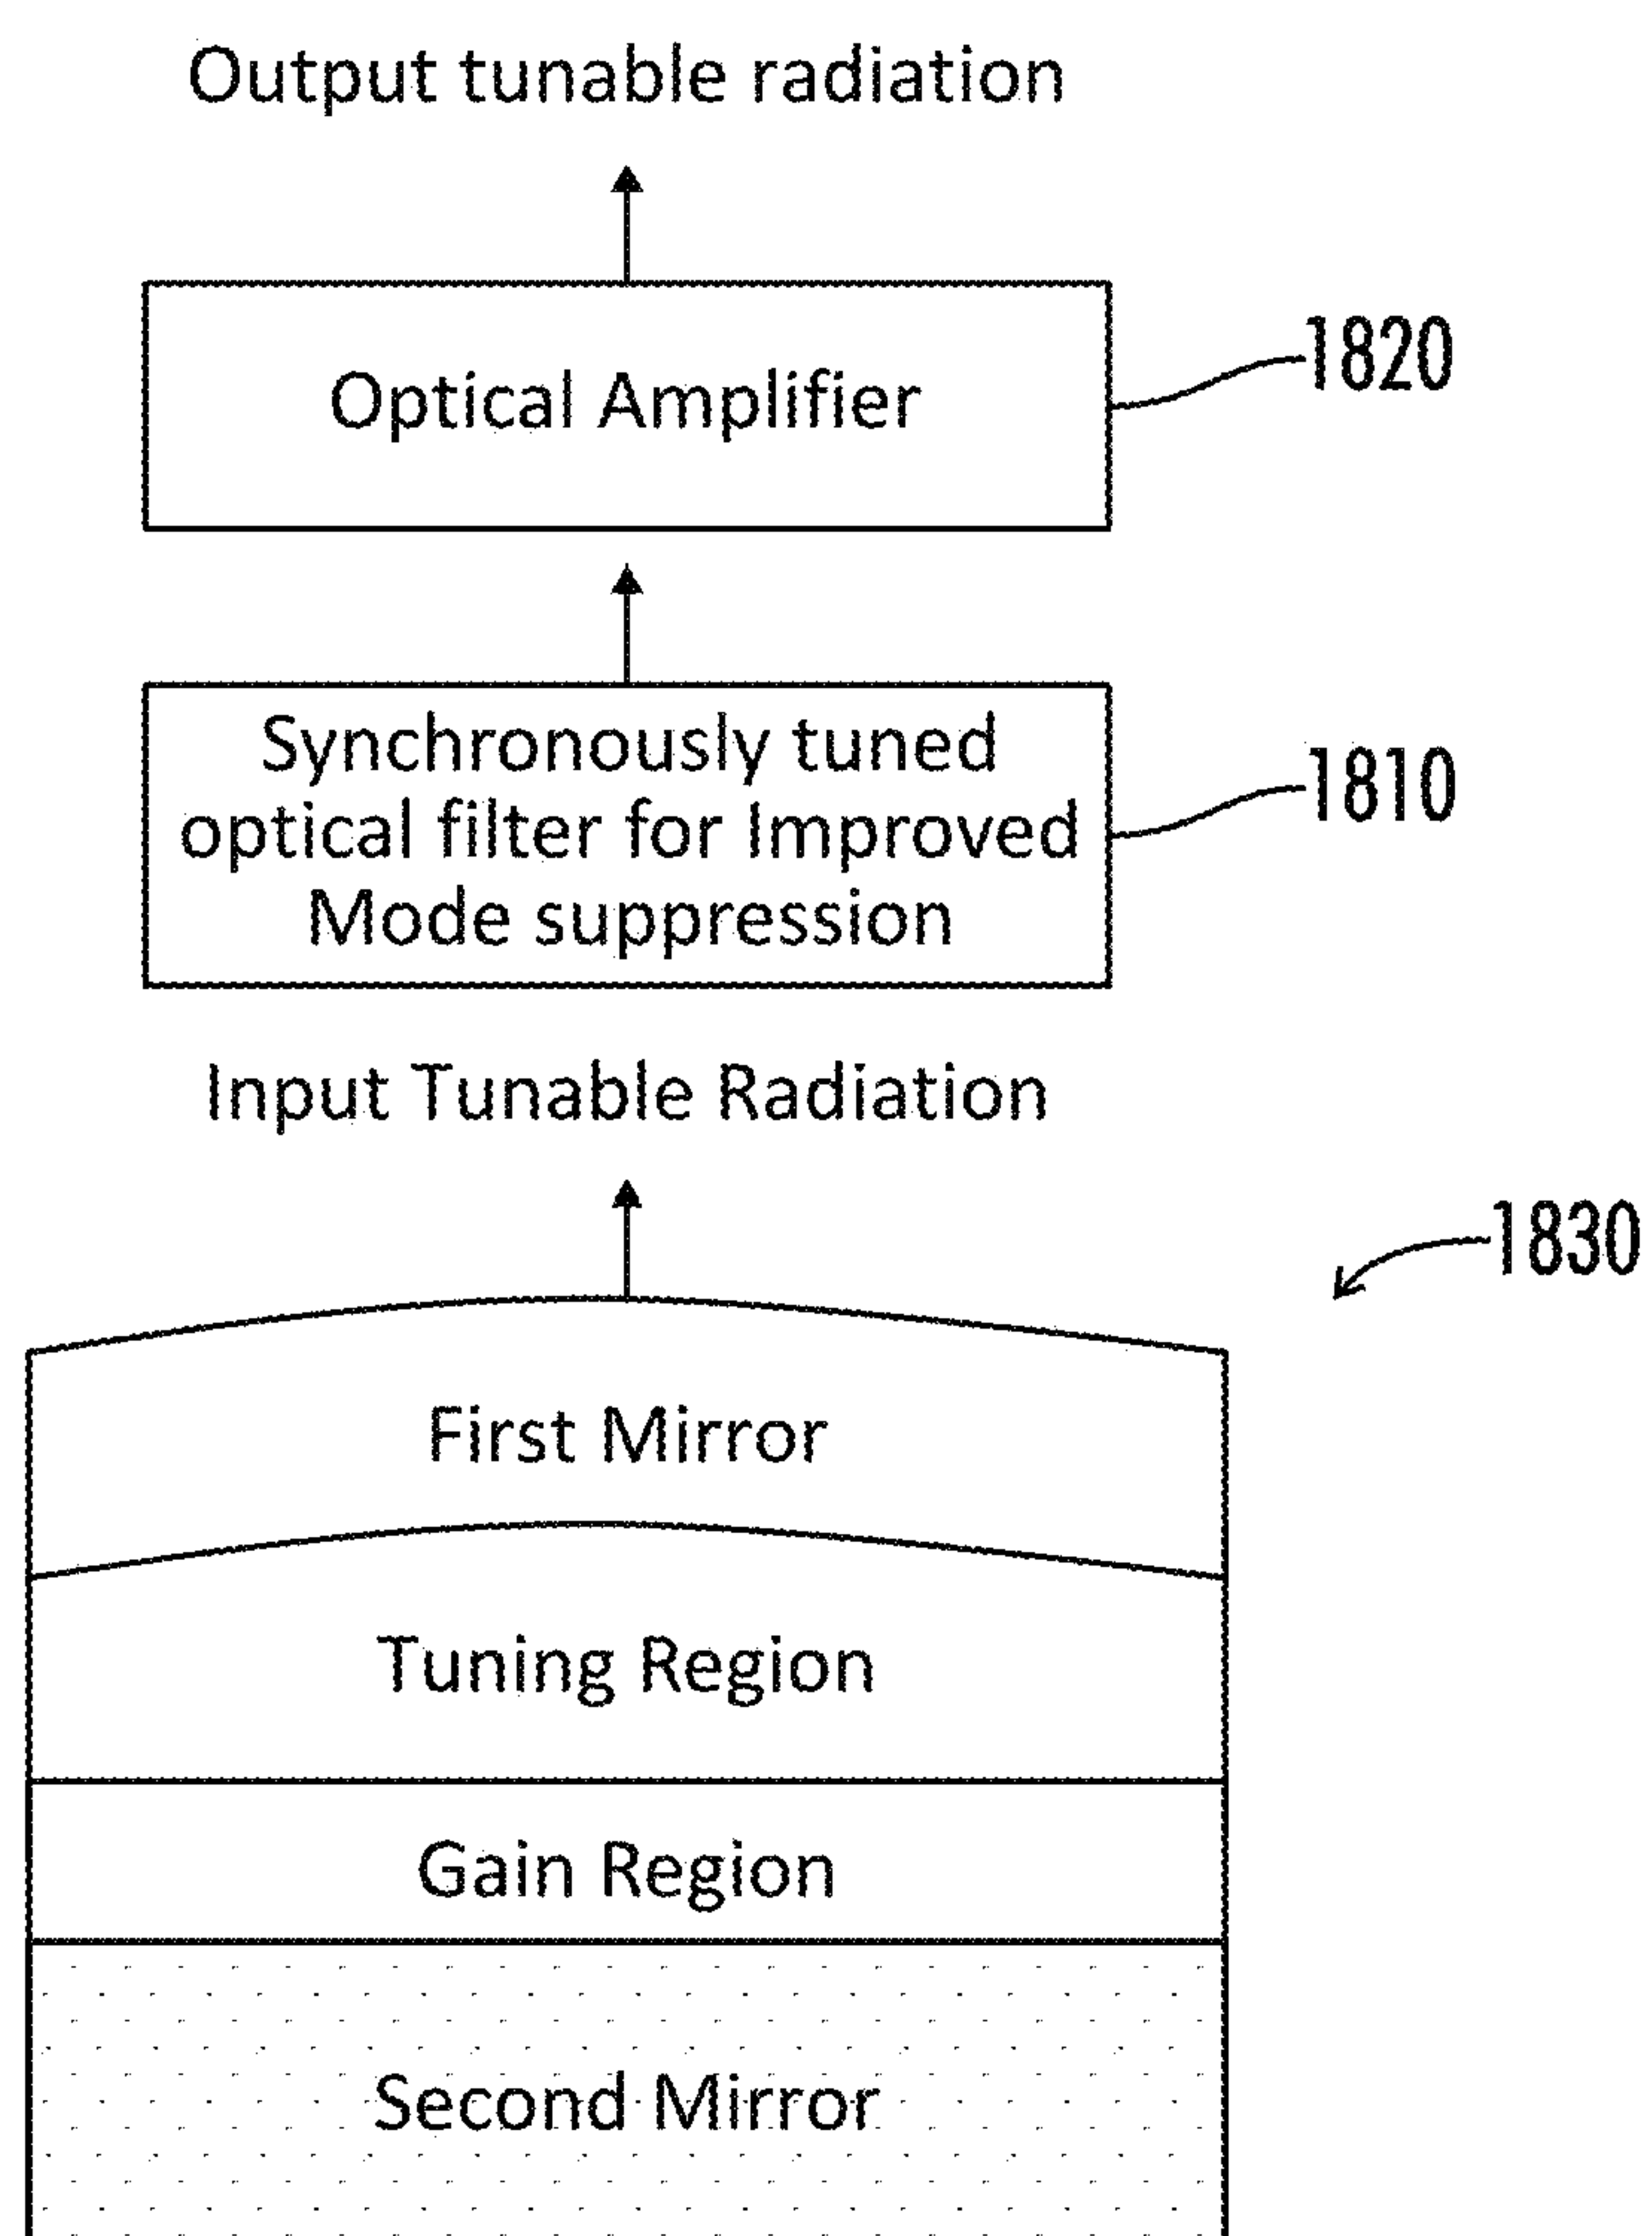 Output tunable radiation
Optical Amplifier
1820
Synchronously tuned
optical filter for Improved
Mode suppression
1810
Input Tunable Radiation
1830
First Mirror
Tuning Region
Gain Region
Second Mirror